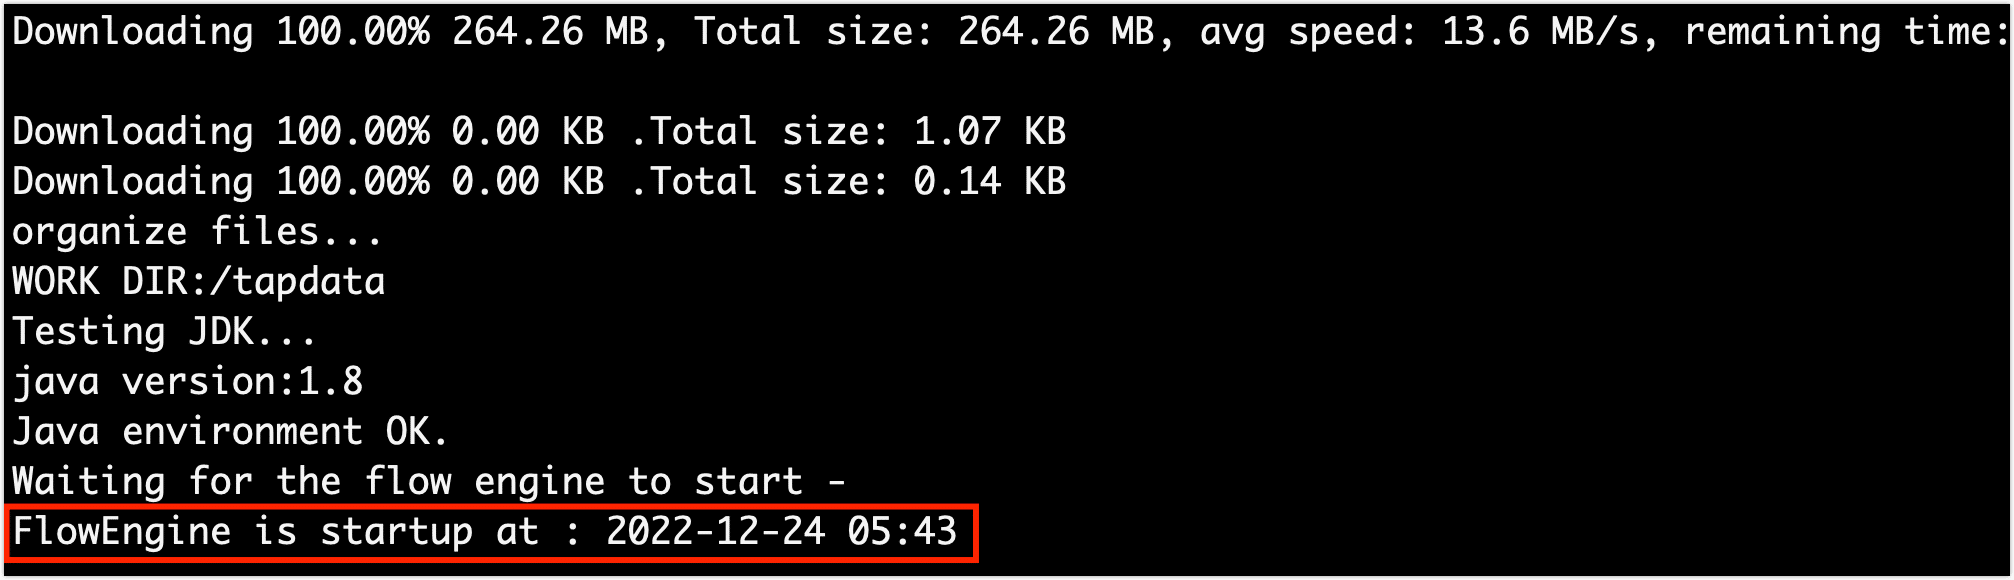 Downloading 100.00% 264.26 MB, Total size: 264.26 MB, avg speed: 13.6 MB/s, remaining time:
Downloading 100.00% 0.00 KB .Total size: 1.07 KB
Downloading 100.00% 0.00 KB .Total size: 0.14 KB
organize files...
WORK DIR:/tapdata
Testing JDK...
java version:1.8
Java environment OK.
Waiting for the flow engine to start -
FlowEngine is startup at : 2022-12-24 05:43